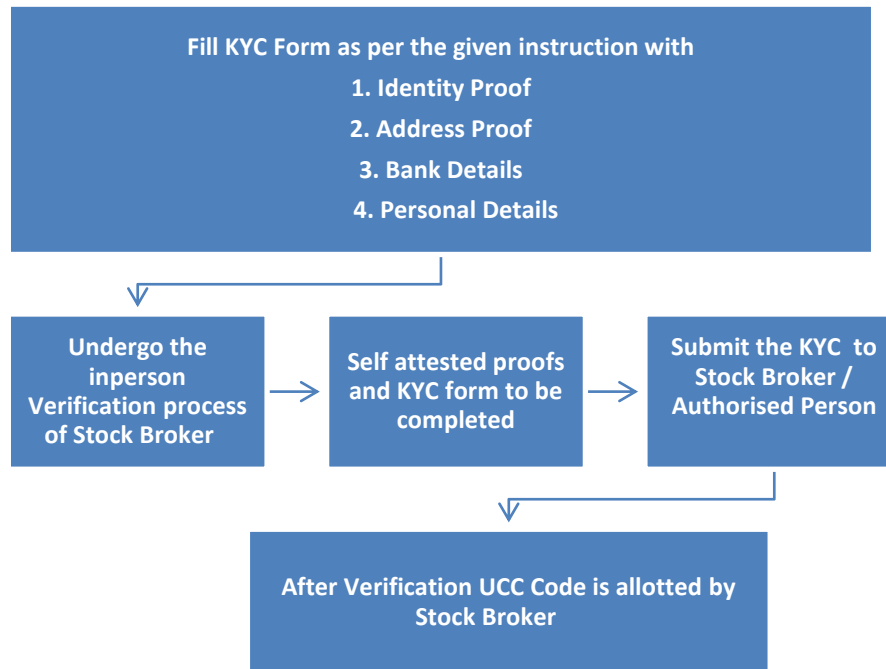 Fill KYC Form as per the given instruction with
1. Identity Proof
2. Address Proof
3. Bank Details
4. Personal Details
Undergo the
inperson
Verification process
of Stock Broker
Self attested proofs
and KYC form to be
completed
Submit the KYC to
Stock Broker /
Authorised Person
After Verification UCC Code is allotted by
Stock Broker